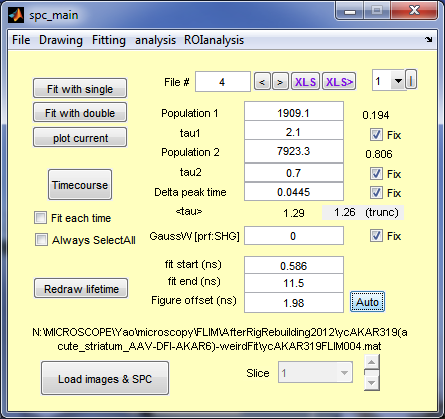 spc_main
File Drawing Fitting analysis ROIanalysis
Fit with single
File # 4 < > XLS XLS> 1 I
Fit with double
Population 1 1909.1 0.194
plot current
tau1 2.1 Fix
Population 2 7923.3 0.806
Timecourse
tau2 0.7 Fix
Delta peak time 0.0445 Fix
Fit each time
<tau> 1.29 1.26 (trunc)
Always SelectAll
GaussW [prf:SHG] 0 Fix
fit start (ns) 0.586
Redraw lifetime
fit end (ns) 11.5
Figure offset (ns) 1.98 Auto
N:\MICROSCOPE\Yao\microscopy\FLIM\AfterRigRebuilding2012\ycAKAR319(a
cute_striatum_AAV-DFI-AKAR6)-weirdFit\ycAKAR319FLIM004.mat
Load images & SPC
Slice 1